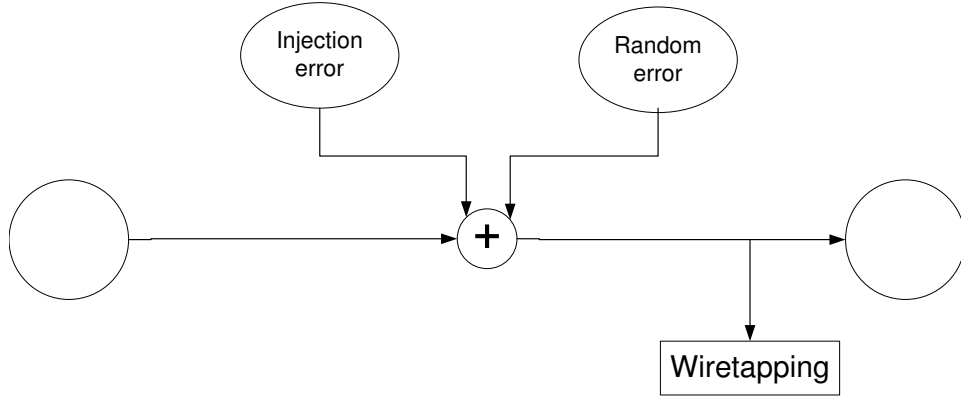 Injection
error
Random
error
+
Wiretapping